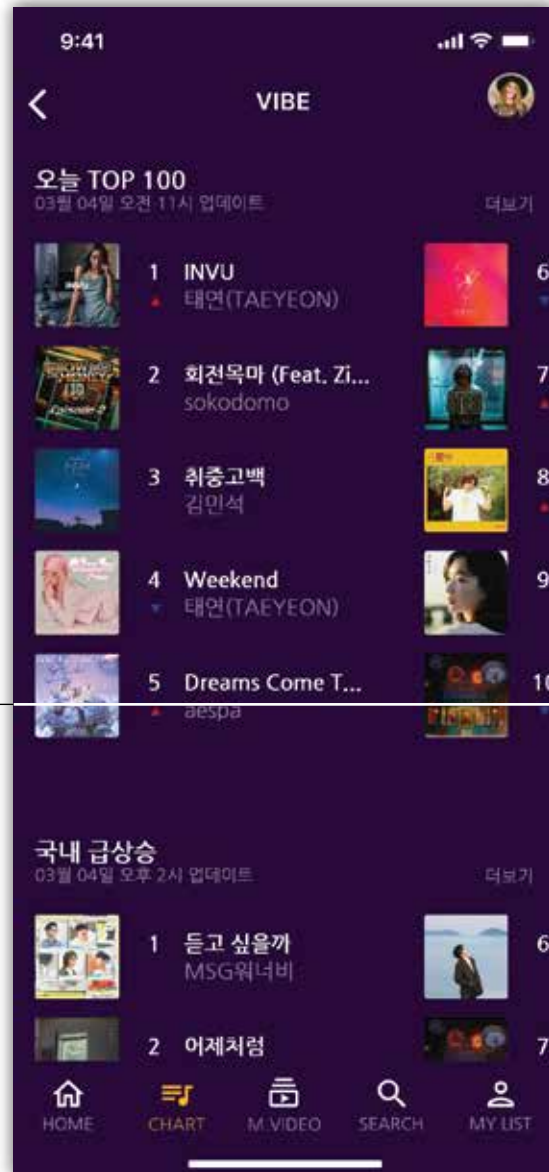 9:41
VIBE
오늘 TOP 100
03월 04일 오전 11시 업데이트
더보기
1 INVU
태연(TAEYEON)
6
2 회전목마 (Feat. Zi...
sokodomo
7
3 취중고백
김민석
8
4 Weekend
태연(TAEYEON)
9
5 Dreams Come T...
aespa
10
국내 급상승
03월 04일 오후 2시 업데이트
더보기
1 듣고 싶을까
MSG워너비
6
2 어제처럼
7
HOME CHART M.VIDEO SEARCH MY LIST